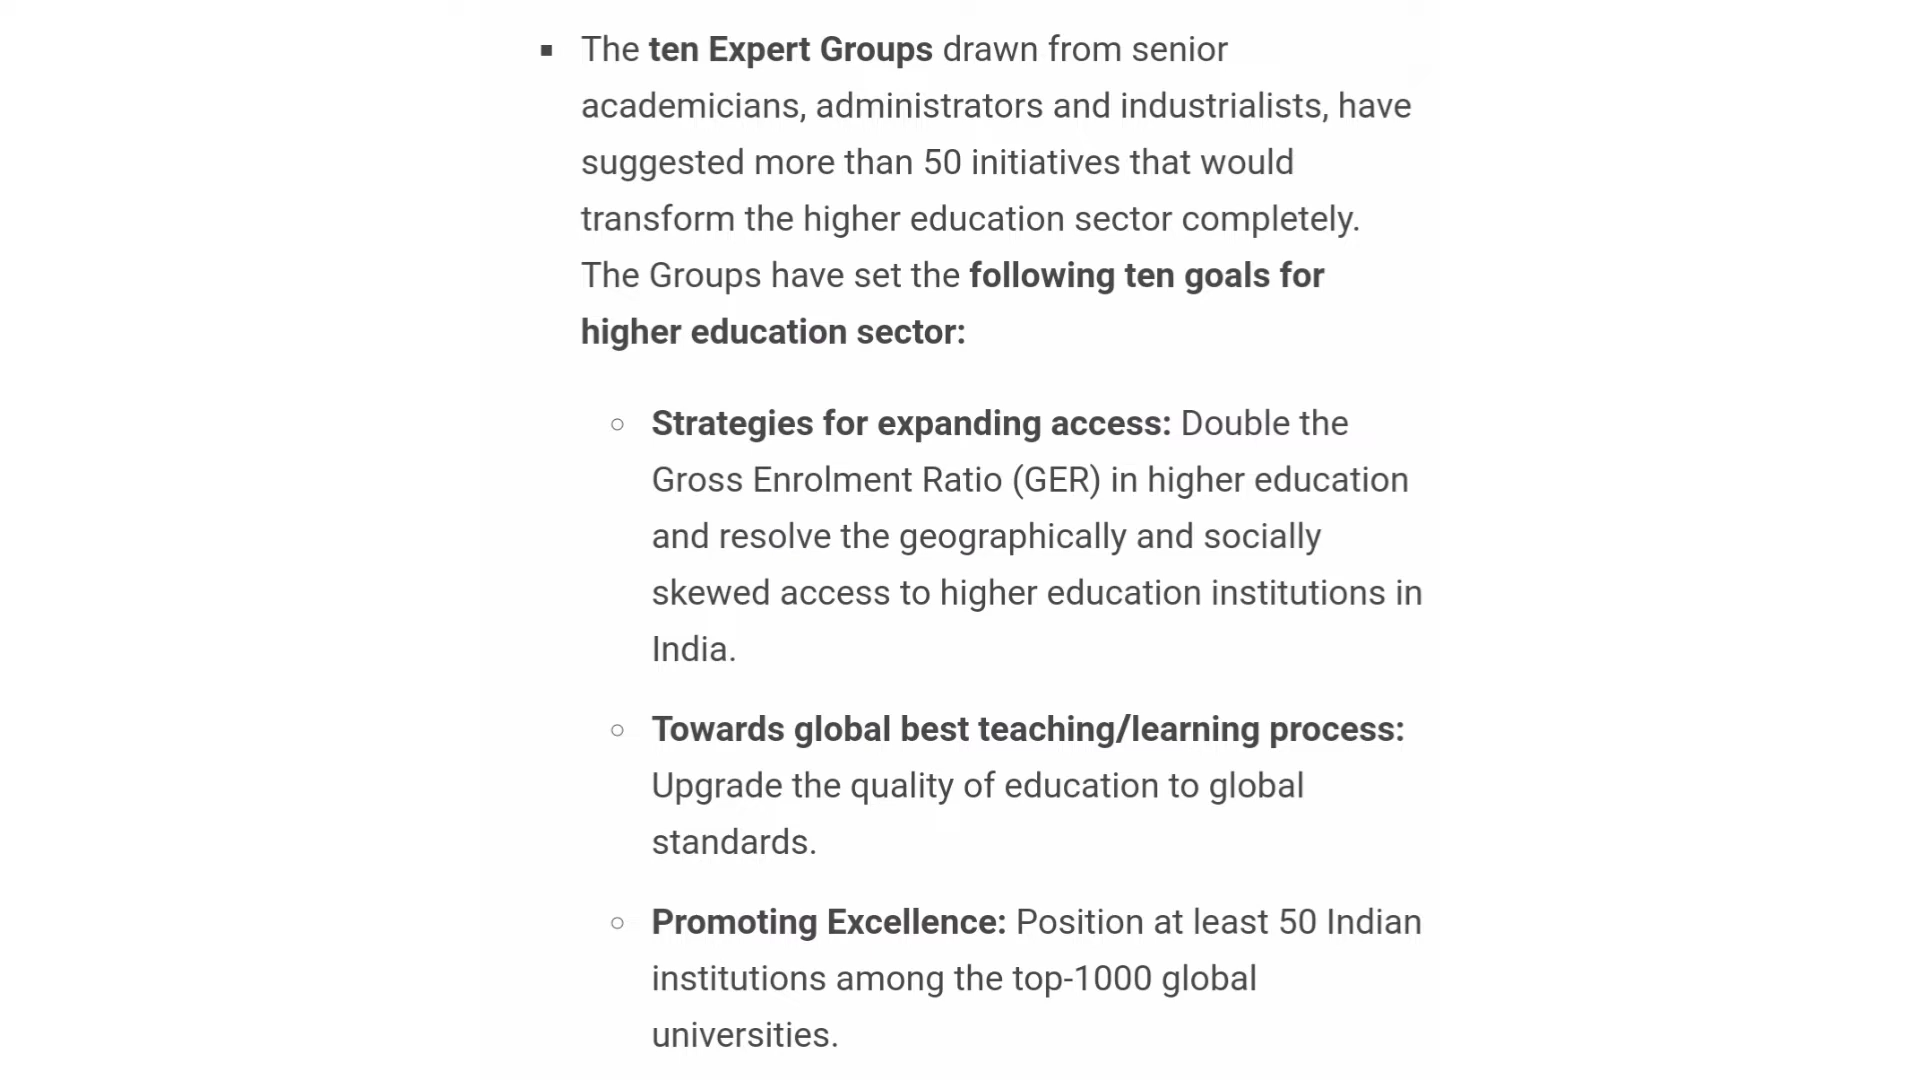 ▪ The ten Expert Groups drawn from senior
academicians, administrators and industrialists, have
suggested more than 50 initiatives that would
transform the higher education sector completely.
The Groups have set the following ten goals for
higher education sector:
○ Strategies for expanding access: Double the
Gross Enrolment Ratio (GER) in higher education
and resolve the geographically and socially
skewed access to higher education institutions in
India.
○ Towards global best teaching/learning process:
Upgrade the quality of education to global
standards.
○ Promoting Excellence: Position at least 50 Indian
institutions among the top-1000 global
universities.